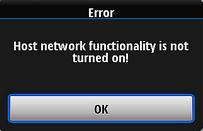 Error
Host network functionality is not
turned on!
OK